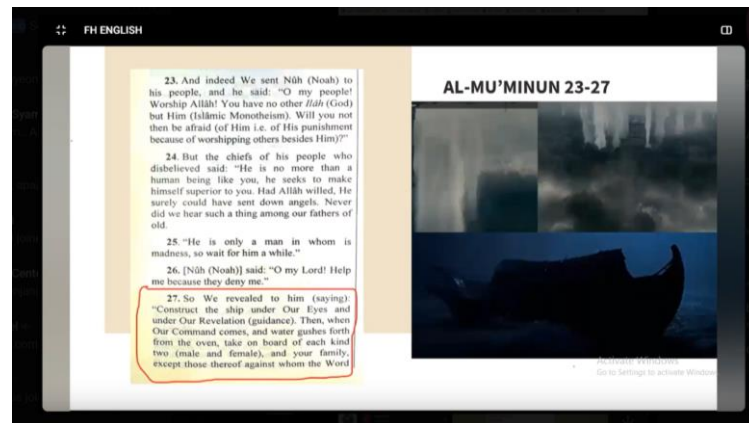 FH ENGLISH
23. And indeed We sent Nûh (Noah) to
his people, and he said: "O my people!
Worship Allâh! You have no other Ilâh (God)
but Him (Islâmic Monotheism). Will you not
then be afraid (of Him i.e. of His punishment
because of worshipping others besides Him)?"
24. But the chiefs of his people who
disbelieved said: "He is no more than a
human being like you, he seeks to make
himself superior to you. Had Allâh willed, He
surely could have sent down angels. Never
did we hear such a thing among our fathers of
old.
25. "He is only a man in whom is
madness, so wait for him a while."
26. [Nûh (Noah)] said: "O my Lord! Help
me because they deny me."
27. So We revealed to him (saying):
"Construct the ship under Our Eyes and
under Our Revelation (guidance). Then, when
Our Command comes, and water gushes forth
from the oven, take on board of each kind
two (male and female), and your family,
except those thereof against whom the Word
AL-MU'MINUN 23-27
Activate Windows
Go to Settings to activate Windows